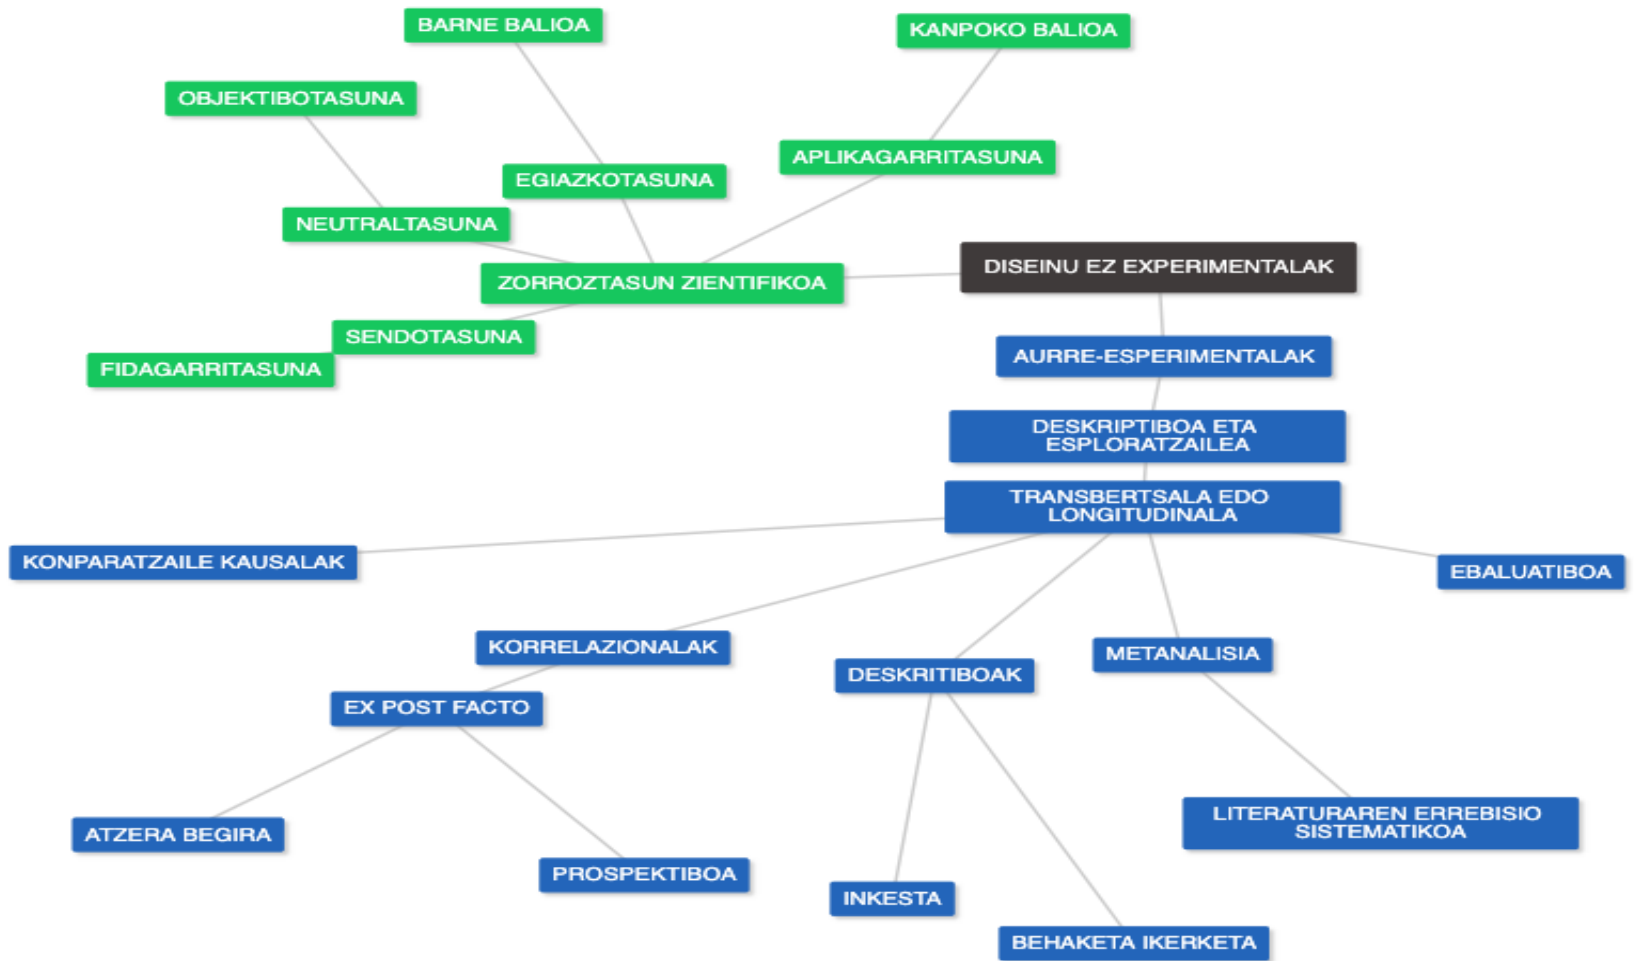 BARNE BALIOA
KANPOKO BALIOA
OBJEKTIBOTASUNA
APLIKAGARRITASUNA
EGIAZKOTASUNA
NEUTRALTASUNA
DISEINU EZ EXPERIMENTALAK
ZORROZTASUN ZIENTIFIKOA
SENDOTASUNA
AURRE-ESPERIMENTALAK
FIDAGARRITASUNA
DESKRIPTIBOA ETA
ESPLORATZAILEA
TRANSBERTSALA EDO
LONGITUDINALA
KONPARATZAILE KAUSALAK
EBALUATIBOA
KORRELAZIONALAK
METANALISIA
DESKRITIBOAK
EX POST FACTO
LITERATURAREN ERREBISIO
SISTEMATIKOA
ATZERA BEGIRA
PROSPEKTIBOA
INKESTA
BEHAKETA IKERKETA